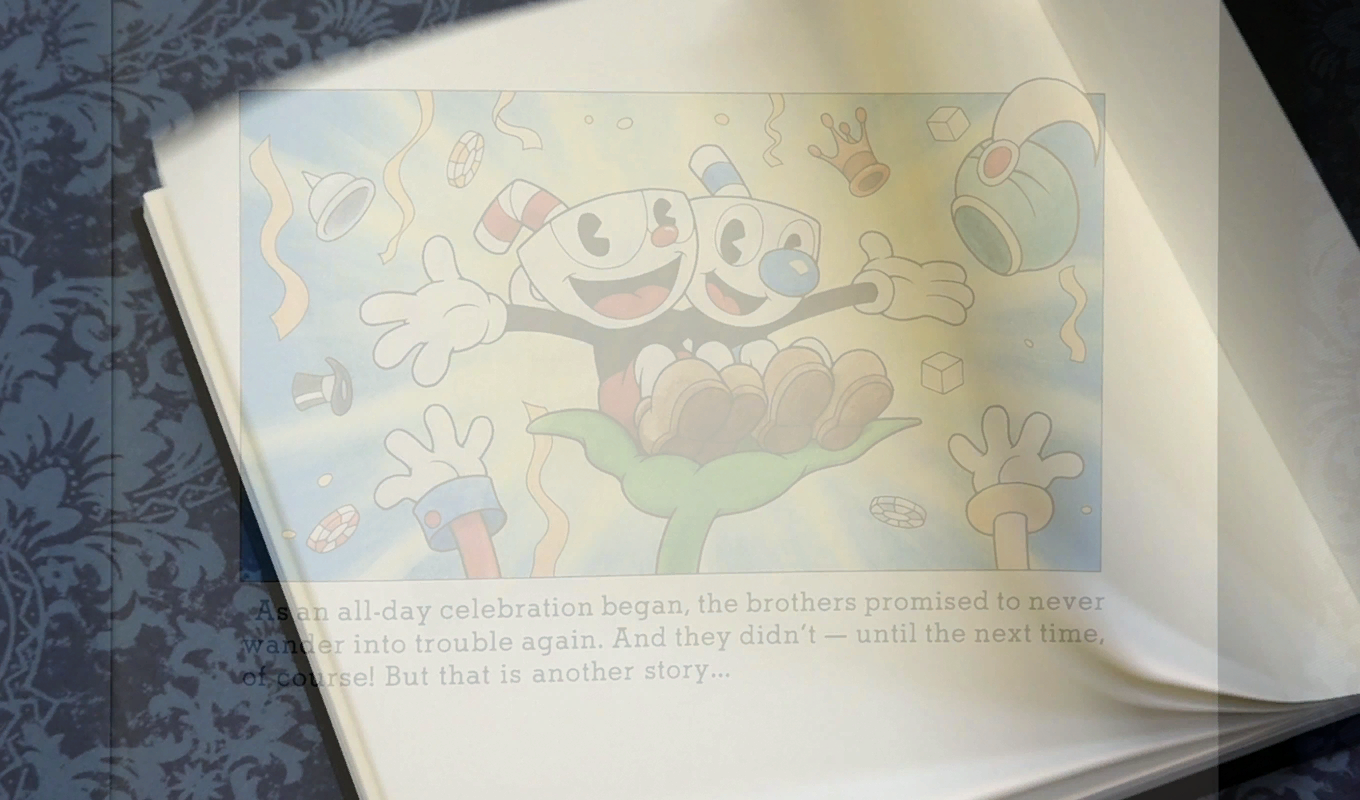 As an all-day celebration began, the brothers promised to never
wander into trouble again. And they didn't — until the next time,
of course! But that is another story...